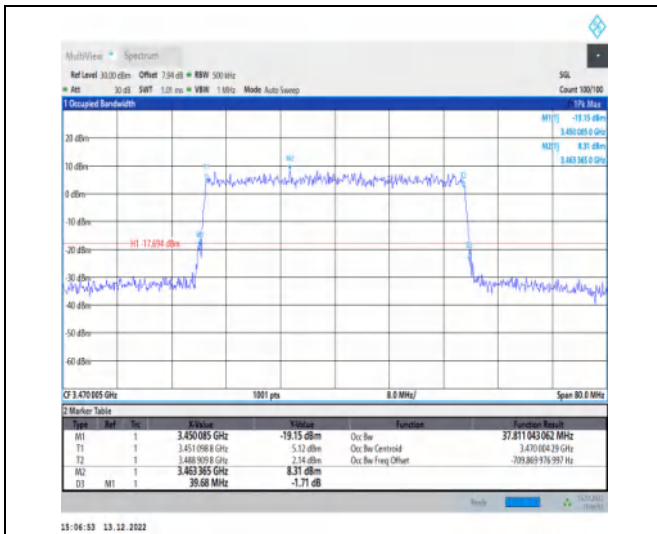 MultiView Spectrum
Ref Level 30.00 dBm Offset 7.94 dB RBW 500 kHz SGL
Att 30 dB SWT 1.01 ms VBW 1 MHz Mode Auto Sweep Count 100/100
1 Occupied Bandwidth 1Pk Max
M1[1] -19.15 dBm
3.450 085 0 GHz
M2[1] 8.31 dBm
3.463 365 0 GHz
20 dBm
M2
10 dBm
0 dBm
-10 dBm
H1 -17.694 dBm
-20 dBm
-30 dBm
-40 dBm
-50 dBm
-60 dBm
CF 3.470 005 GHz 1001 pts 8.0 MHz/ Span 80.0 MHz
2 Marker Table
Type Ref Trc X-Value Y-Value Function Function Result
M1 1 3.450 085 GHz -19.15 dBm Occ Bw 37.811 043 062 MHz
T1 1 3.451 098 8 GHz 5.12 dBm Occ Bw Centroid 3.470 004 29 GHz
T2 1 3.488 909 8 GHz 2.14 dBm Occ Bw Freq Offset -709.869 976 997 Hz
M2 1 3.463 365 GHz 8.31 dBm
D3 M1 1 39.68 MHz -1.71 dB
Ready
15:06:53 13.12.2022